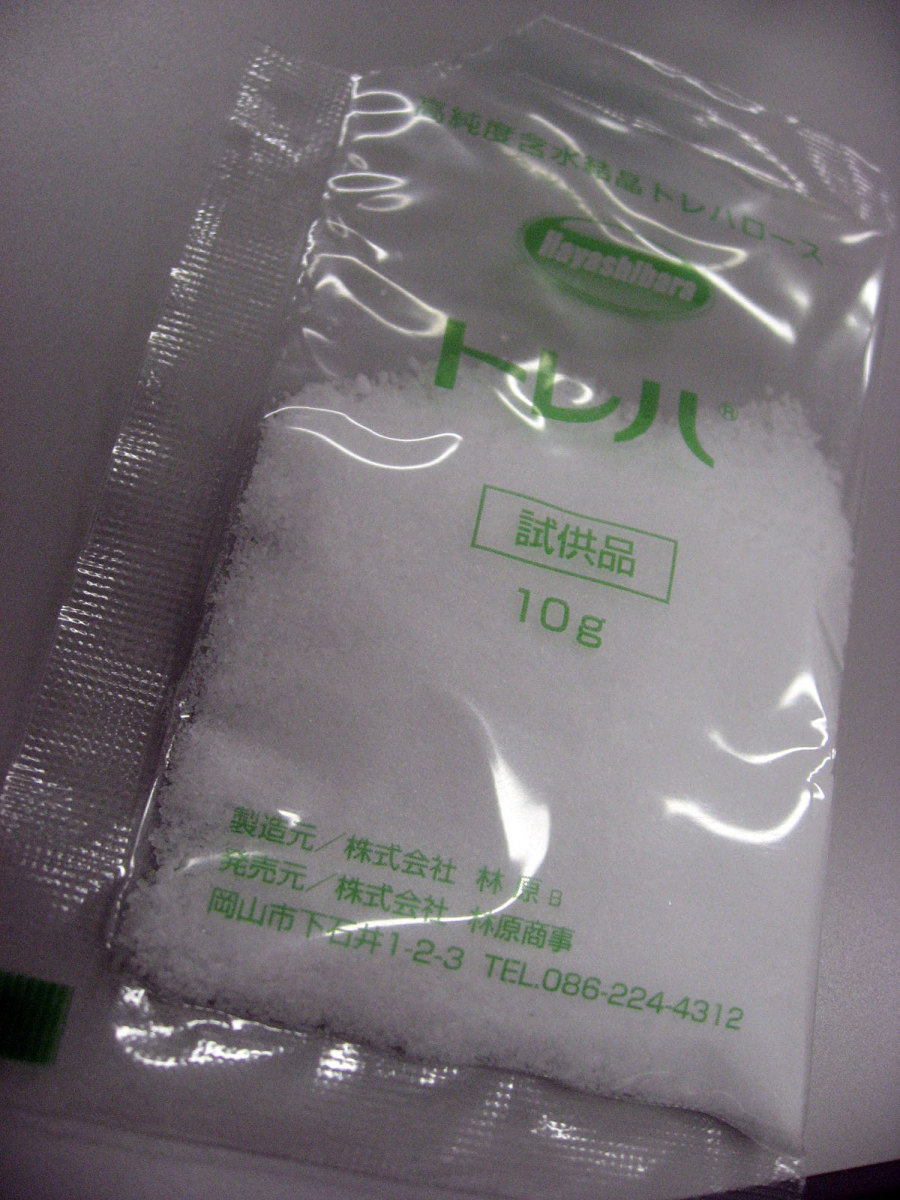 高純度含水結晶トレハロース
Hayashibara
トレハ®
試供品
10g
製造元／株式会社 林 原 B
発売元／株式会社 林原商事
岡山市下石井1-2-3 TEL.086-224-4312